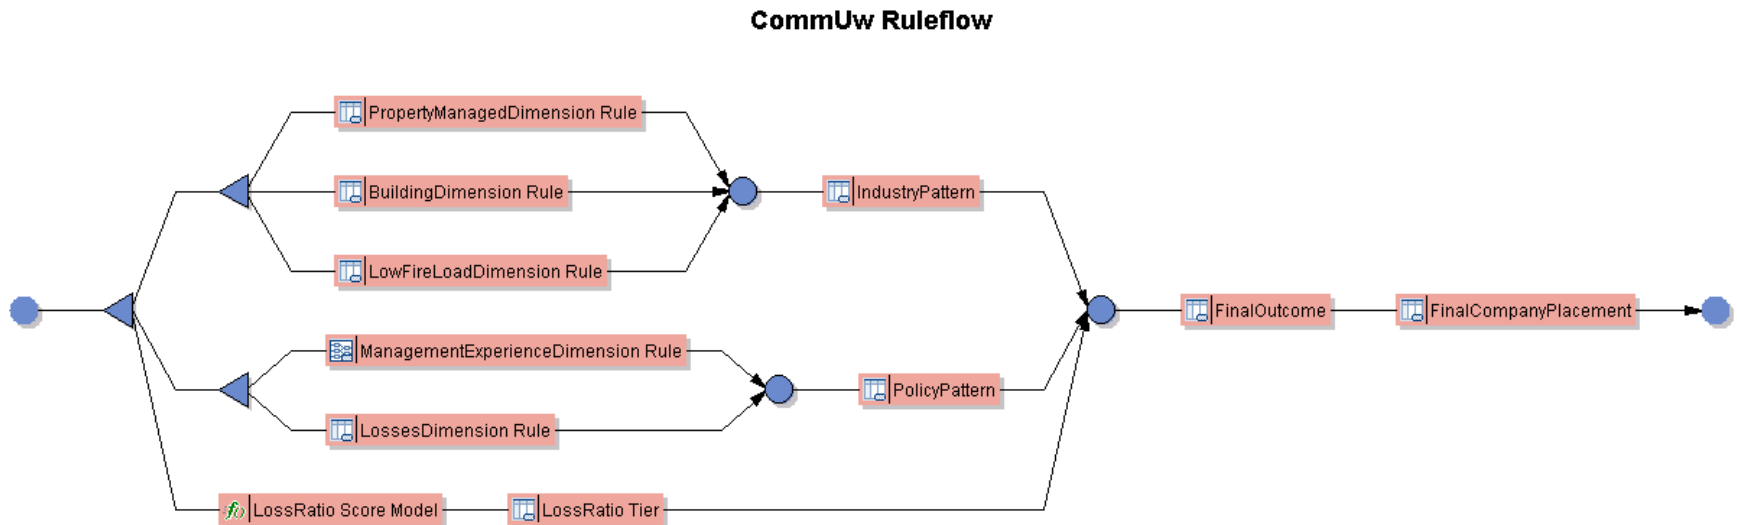 CommUw Ruleflow
PropertyManagedDimension Rule
BuildingDimension Rule
IndustryPattern
LowFireLoadDimension Rule
FinalOutcome
FinalCompanyPlacement
ManagementExperienceDimension Rule
PolicyPattern
LossesDimension Rule
f() LossRatio Score Model
LossRatio Tier